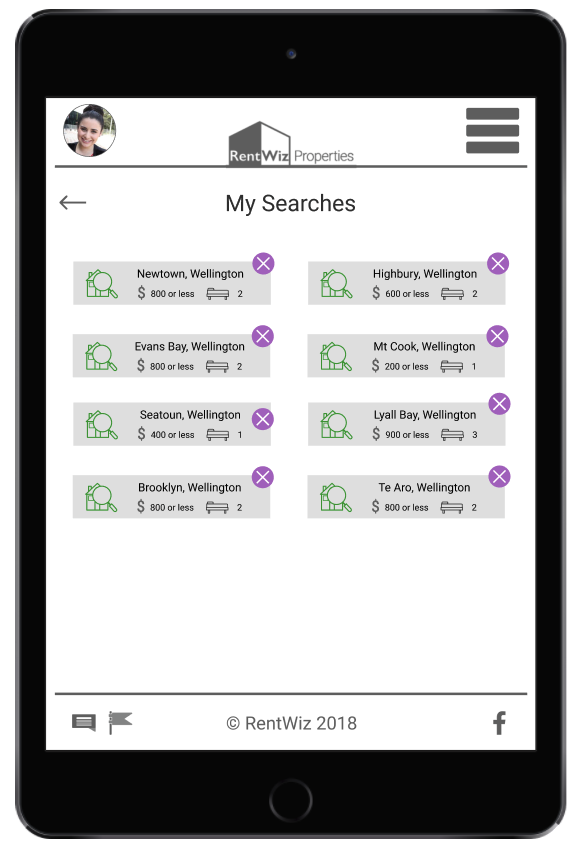 RentWiz Properties
My Searches
Newtown, Wellington
$ 800 or less 2
Highbury, Wellington
$ 600 or less 2
Evans Bay, Wellington
$ 800 or less 2
Mt Cook, Wellington
$ 200 or less 1
Seatoun, Wellington
$ 400 or less 1
Lyall Bay, Wellington
$ 900 or less 3
Brooklyn, Wellington
$ 800 or less 2
Te Aro, Wellington
$ 800 or less 2
© RentWiz 2018
f